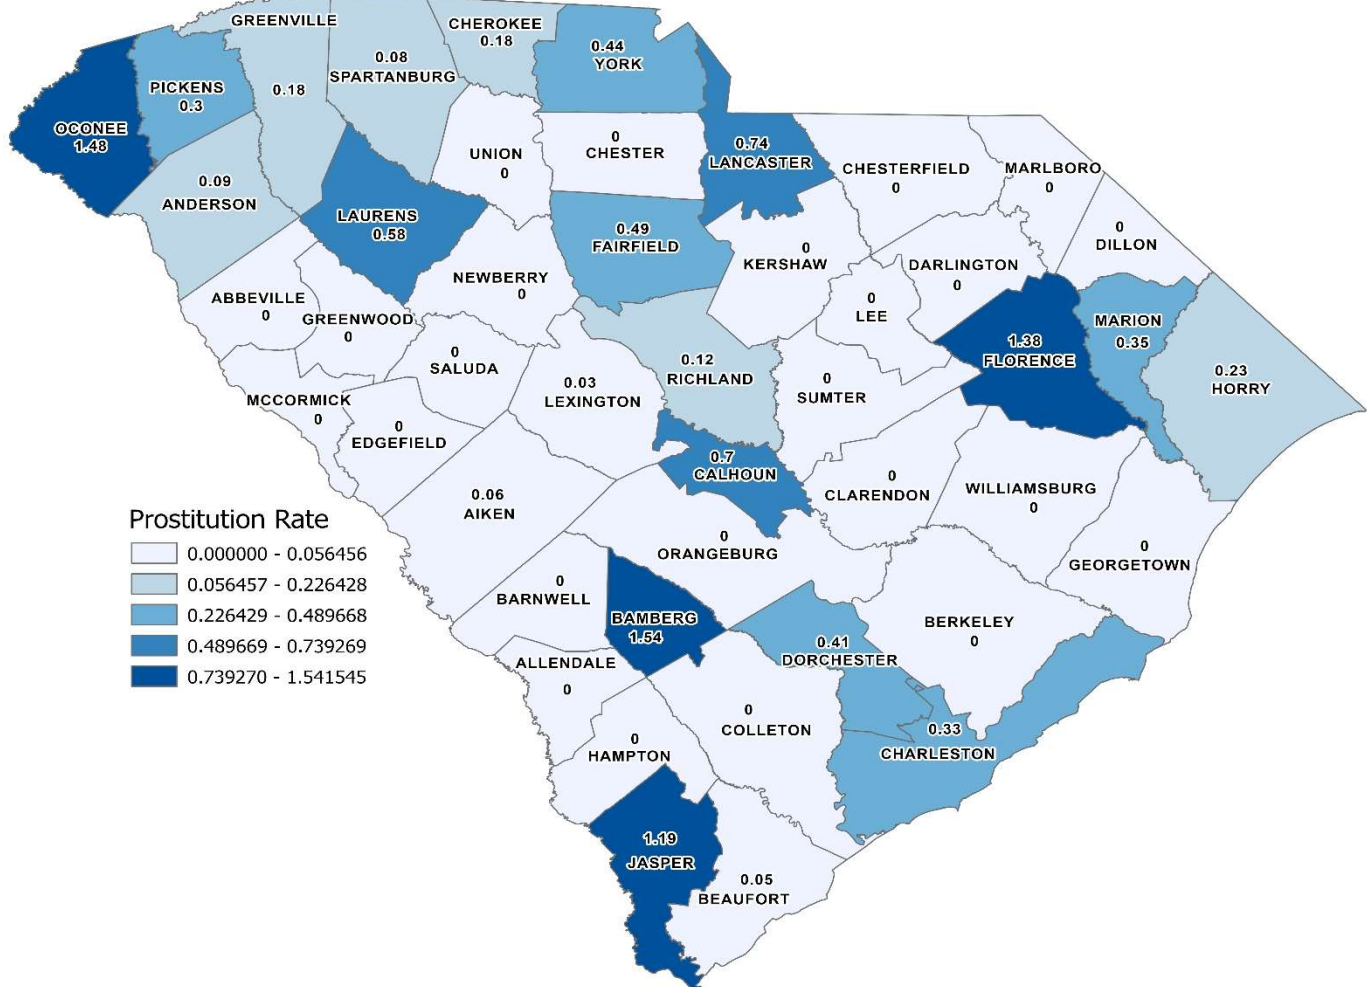 GREENVILLE
0.18
CHEROKEE
0.18
0.08
SPARTANBURG
0.44
YORK
PICKENS
0.3
OCONEE
1.48
0.09
ANDERSON
UNION
0
0
CHESTER
0.74
LANCASTER
CHESTERFIELD
0
MARLBORO
0
0
DILLON
LAURENS
0.58
0.49
FAIRFIELD
0
KERSHAW
DARLINGTON
0
NEWBERRY
0
ABBEVILLE
0
GREENWOOD
0
0
LEE
MARION
0.35
1.38
FLORENCE
0.23
HORRY
0
SALUDA
0.12
RICHLAND
0.03
LEXINGTON
0
SUMTER
MCCORMICK
0
0
EDGEFIELD
0.7
CALHOUN
0
CLARENDON
WILLIAMSBURG
0
0.06
AIKEN
0
ORANGEBURG
0
GEORGETOWN
Prostitution Rate
0.000000 - 0.056456
0.056457 - 0.226428
0.226429 - 0.489668
0.489669 - 0.739269
0.739270 - 1.541545
0
BARNWELL
BAMBERG
1.54
BERKELEY
0
0.41
DORCHESTER
ALLENDALE
0
0
COLLETON
0.33
CHARLESTON
0
HAMPTON
1.19
JASPER
0.05
BEAUFORT